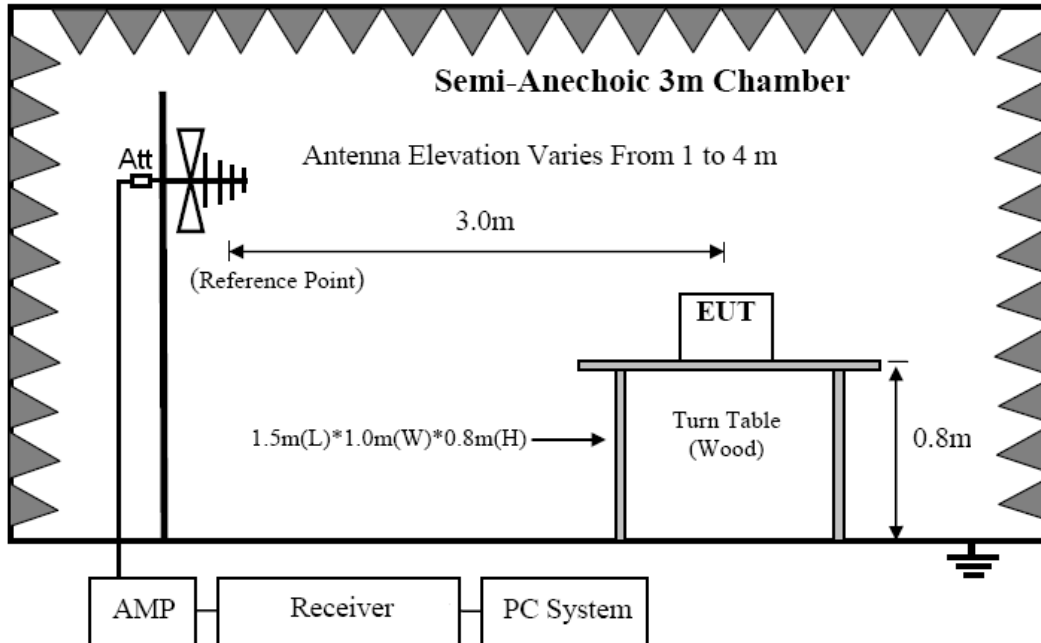 Semi-Anechoic 3m Chamber
Att
Antenna Elevation Varies From 1 to 4 m
3.0m
(Reference Point)
EUT
1.5m(L)*1.0m(W)*0.8m(H)
Turn Table
(Wood)
0.8m
AMP
Receiver
PC System